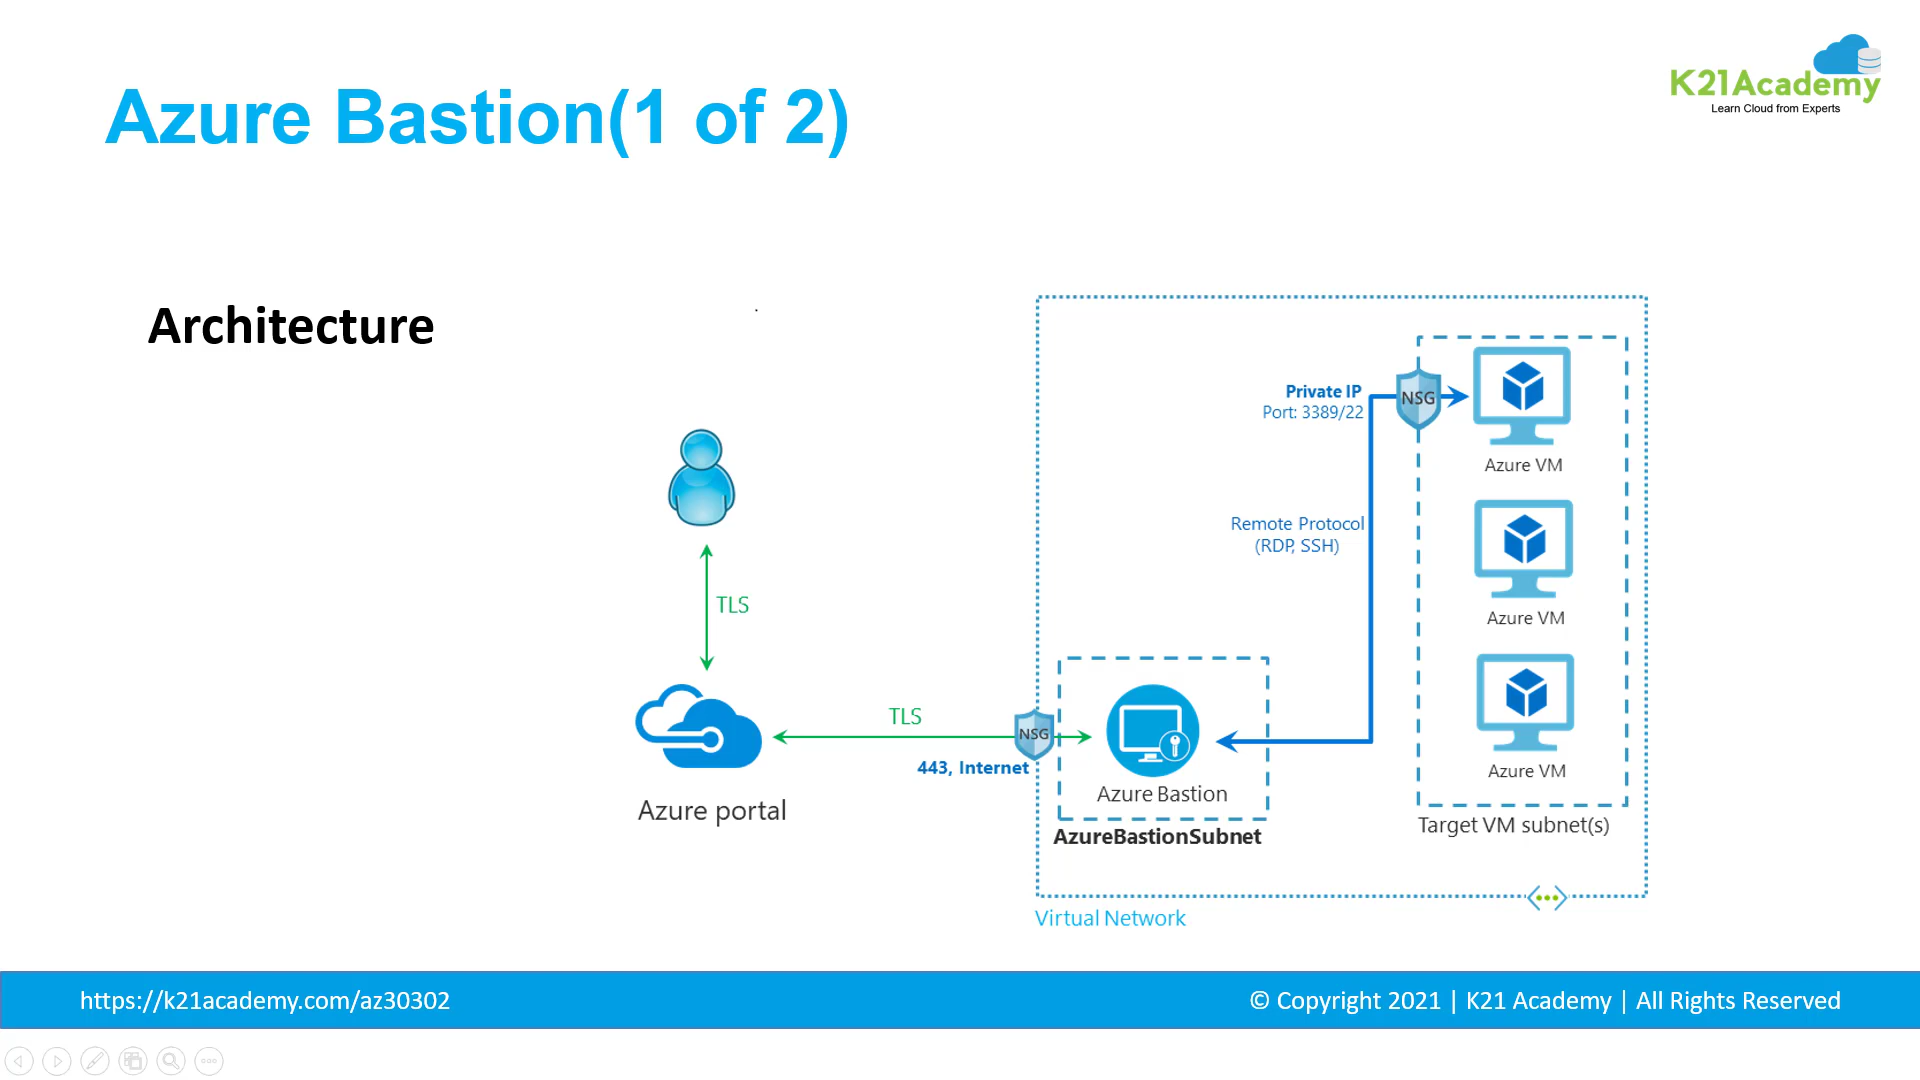 K21Academy
Learn Cloud from Experts
Azure Bastion(1 of 2)
Architecture
Private IP
Port: 3389/22
NSG
Azure VM
Remote Protocol
(RDP, SSH)
Azure VM
TLS
TLS
NSG
443, Internet
Azure VM
Azure Bastion
Azure portal
AzureBastionSubnet
Target VM subnet(s)
Virtual Network
https://k21academy.com/az30302
© Copyright 2021 | K21 Academy | All Rights Reserved